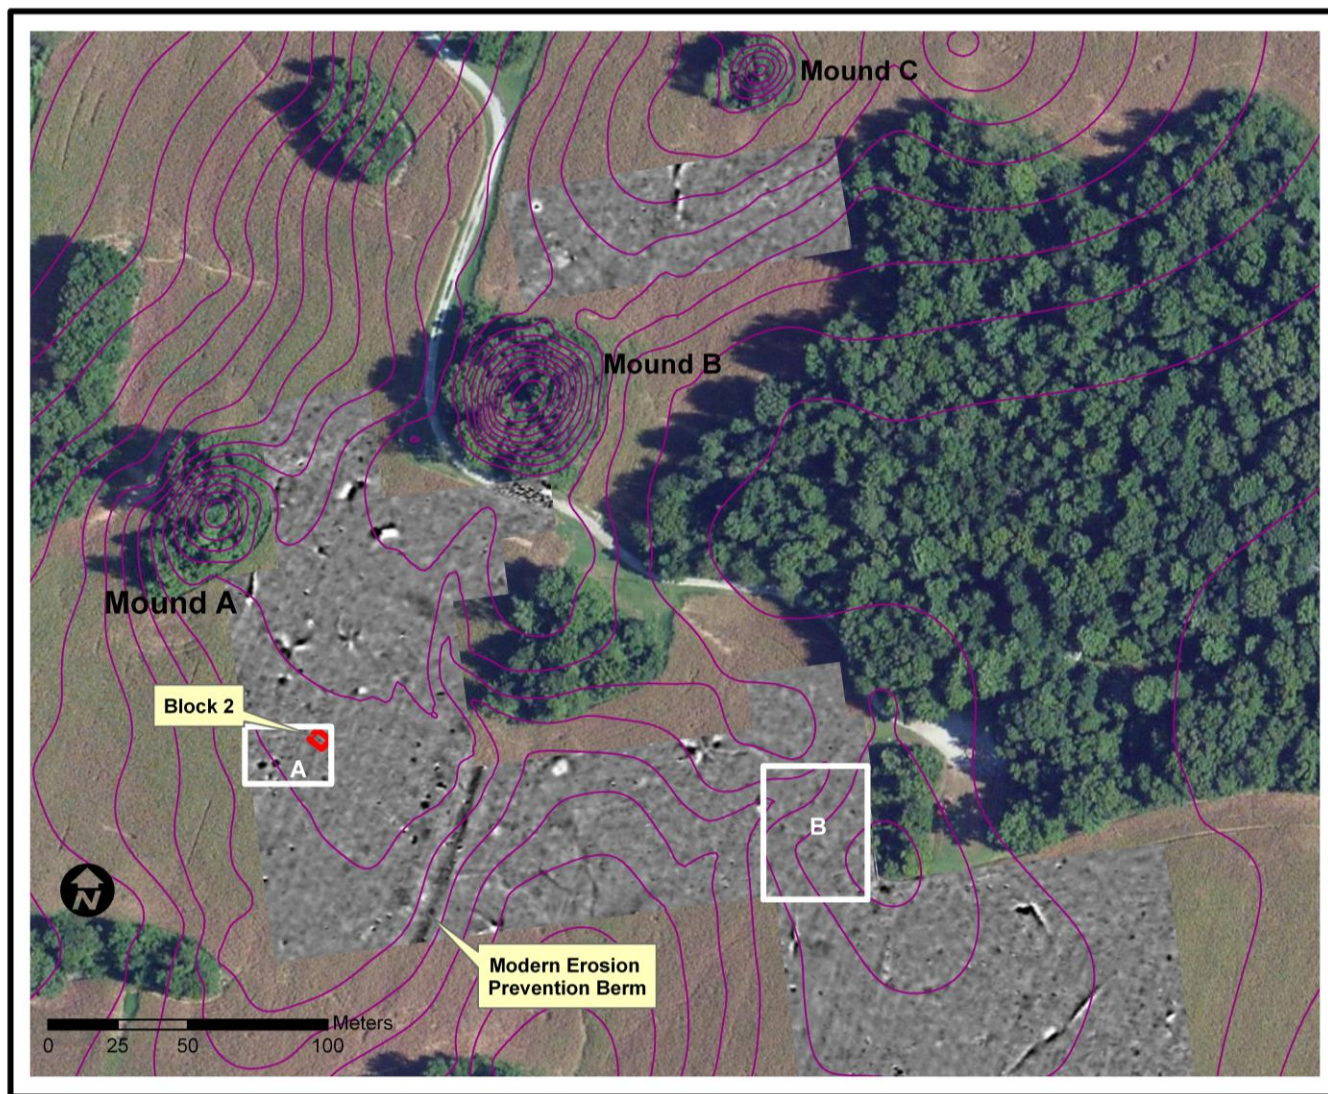 Mound C
Mound B
Mound A
Block 2
A
B
N
Modern Erosion
Prevention Berm
Meters
0 25 50 100